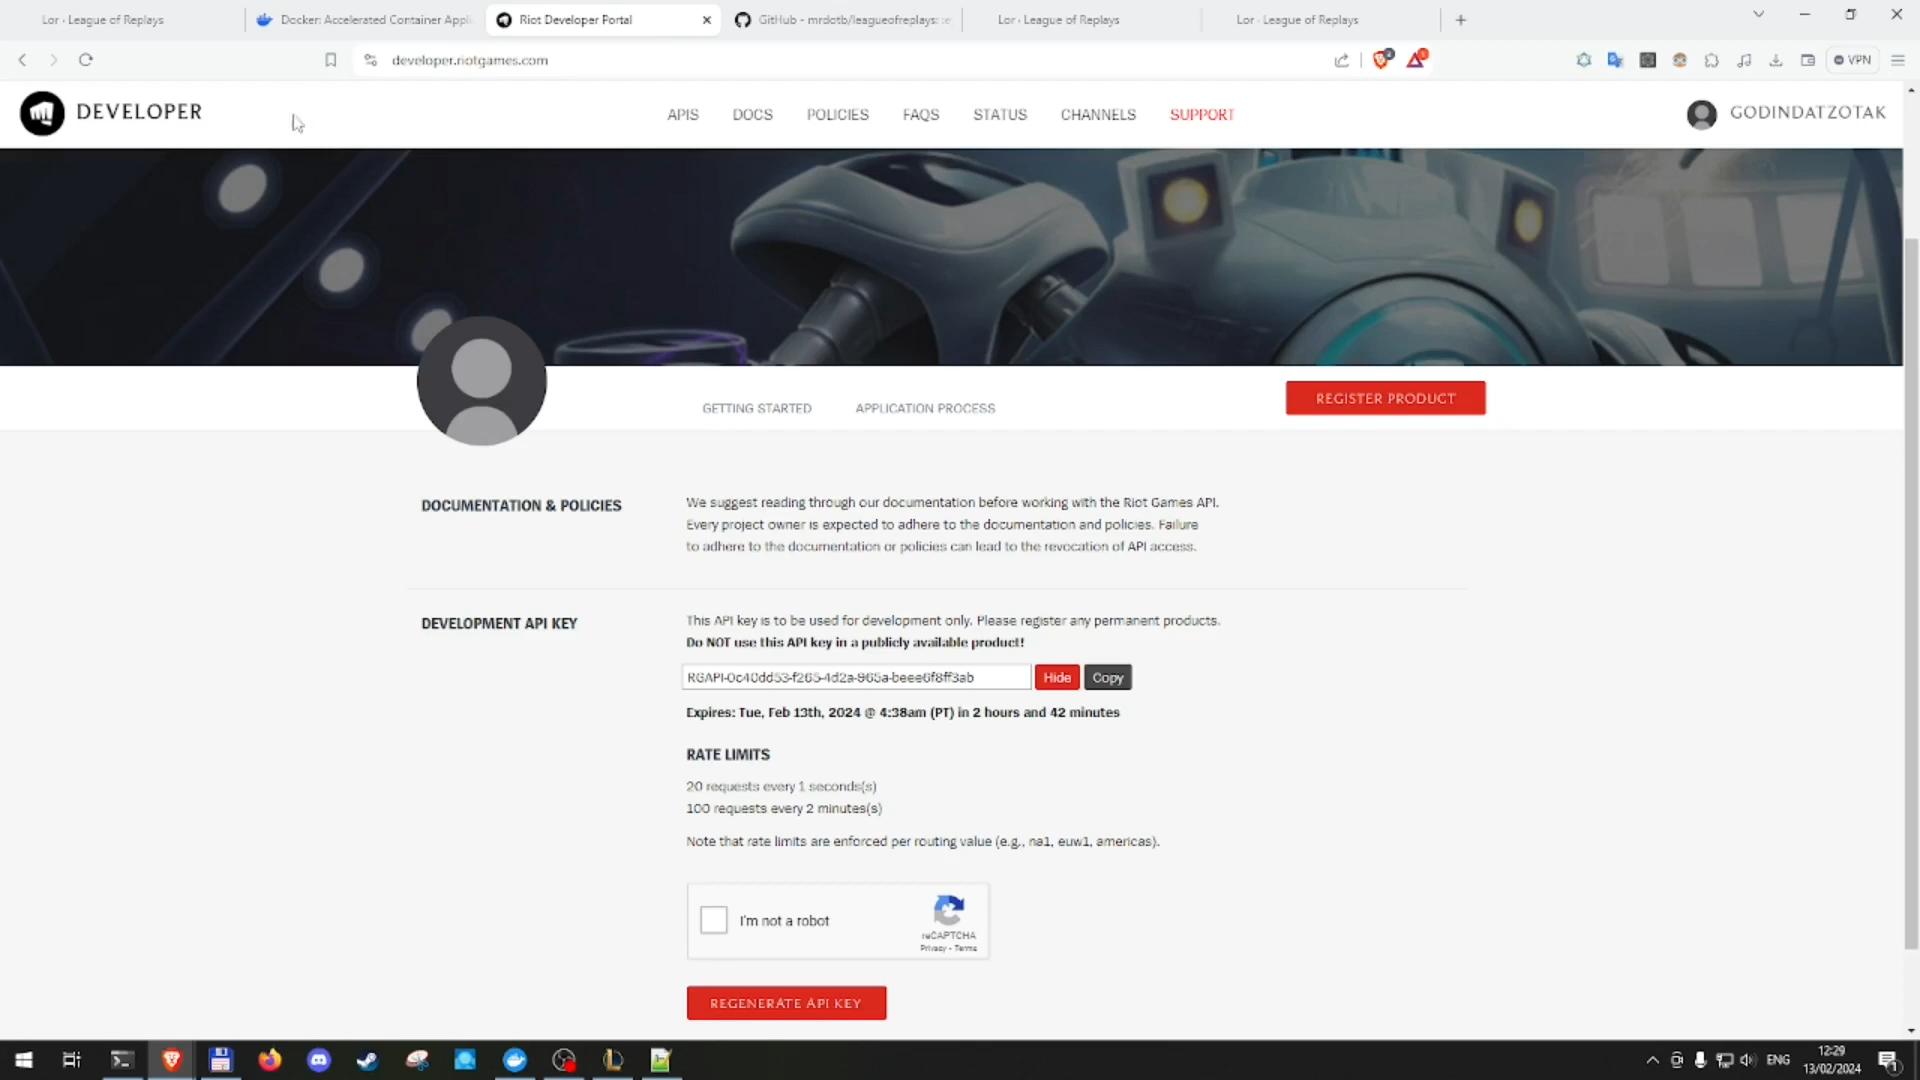 Lor · League of Replays
Docker: Accelerated Container Appli
Riot Developer Portal
GitHub - mrdotb/leagueofreplays:
Lor · League of Replays
Lor · League of Replays
developer.riotgames.com
VPN
DEVELOPER
APIS
DOCS
POLICIES
FAQS
STATUS
CHANNELS
SUPPORT
GODINDATZOTAK
GETTING STARTED
APPLICATION PROCESS
REGISTER PRODUCT
DOCUMENTATION & POLICIES
We suggest reading through our documentation before working with the Riot Games API.
Every project owner is expected to adhere to the documentation and policies. Failure
to adhere to the documentation or policies can lead to the revocation of API access.
DEVELOPMENT API KEY
This API key is to be used for development only. Please register any permanent products.
Do NOT use this API key in a publicly available product!
RGAPI-0c40dd53-f265-4d2a-965a-beee6f8ff3ab
Hide
Copy
Expires: Tue, Feb 13th, 2024 @ 4:38am (PT) in 2 hours and 42 minutes
RATE LIMITS
20 requests every 1 seconds(s)
100 requests every 2 minutes(s)
Note that rate limits are enforced per routing value (e.g., na1, euw1, americas).
I'm not a robot
reCAPTCHA
Privacy - Terms
REGENERATE API KEY
ENG
12:29
13/02/2024